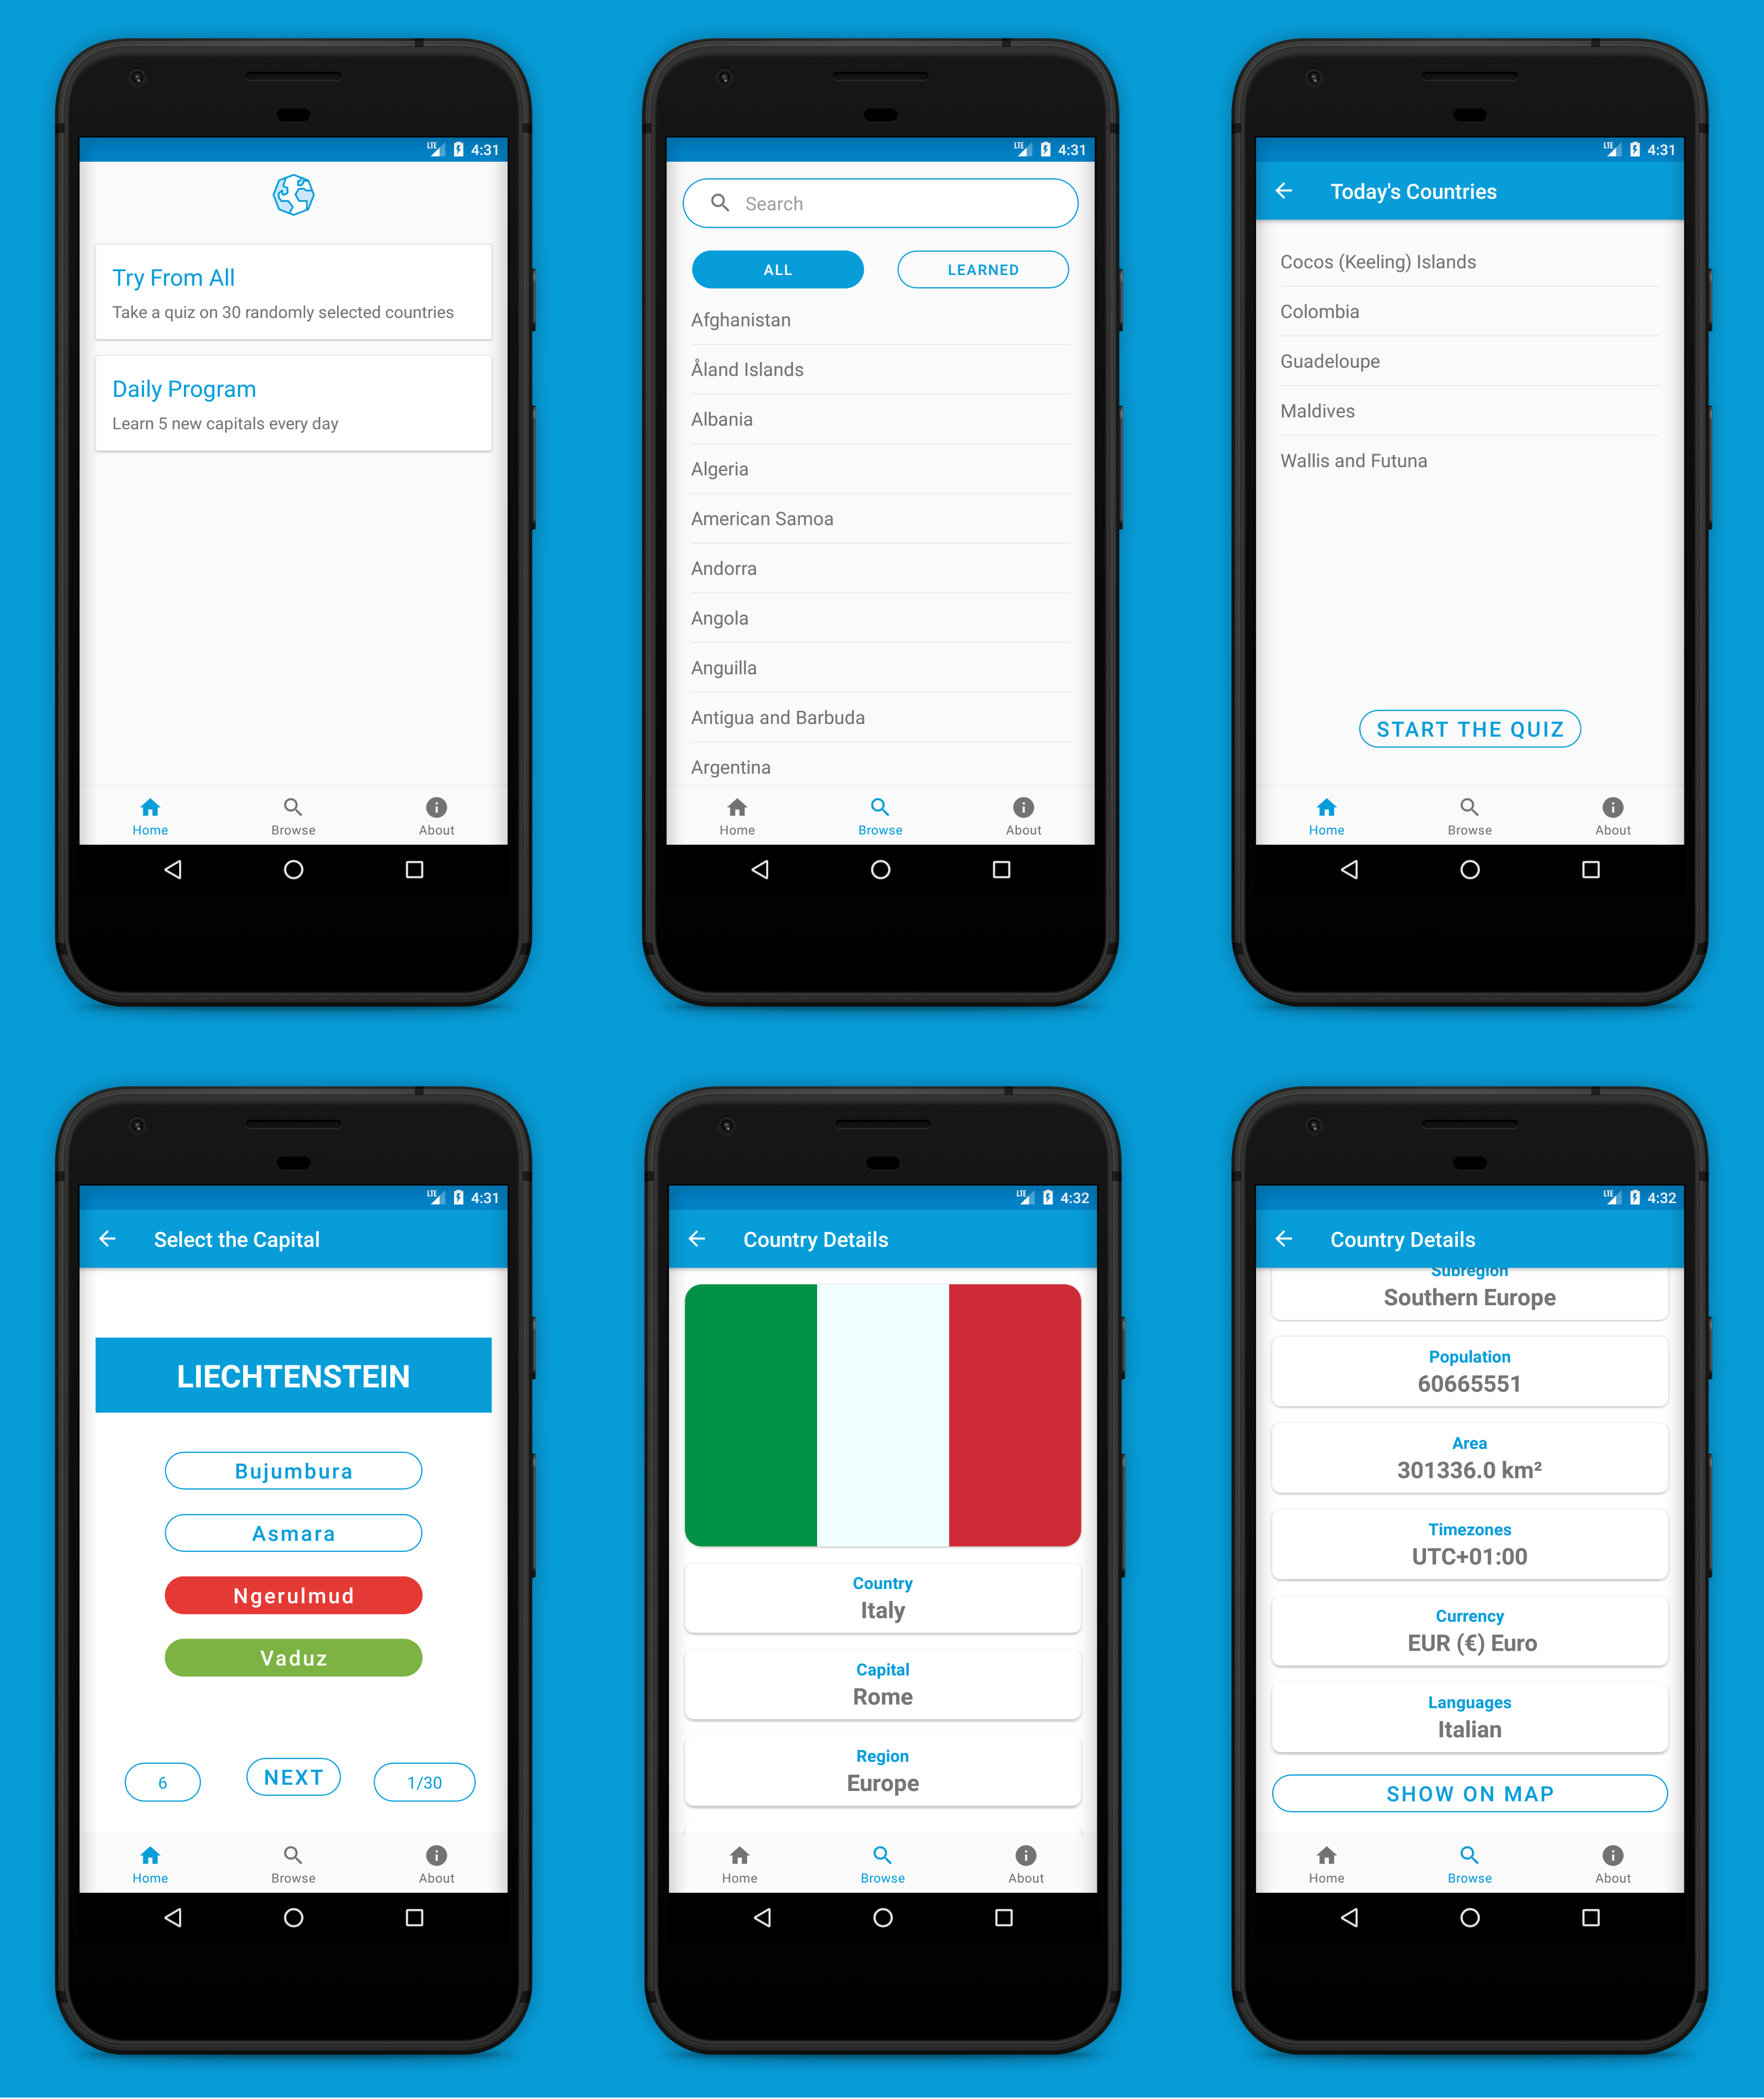 LTE 4:31
Try From All
Take a quiz on 30 randomly selected countries
Daily Program
Learn 5 new capitals every day
Home Browse About
LTE 4:31
Search
ALL LEARNED
Afghanistan
Åland Islands
Albania
Algeria
American Samoa
Andorra
Angola
Anguilla
Antigua and Barbuda
Argentina
Home Browse About
LTE 4:31
Today's Countries
Cocos (Keeling) Islands
Colombia
Guadeloupe
Maldives
Wallis and Futuna
START THE QUIZ
Home Browse About
LTE 4:31
Select the Capital
LIECHTENSTEIN
Bujumbura
Asmara
Ngerulmud
Vaduz
6 NEXT 1/30
Home Browse About
LTE 4:32
Country Details
Country
Italy
Capital
Rome
Region
Europe
Home Browse About
LTE 4:32
Country Details
Subregion
Southern Europe
Population
60665551
Area
301336.0 km²
Timezones
UTC+01:00
Currency
EUR (€) Euro
Languages
Italian
SHOW ON MAP
Home Browse About